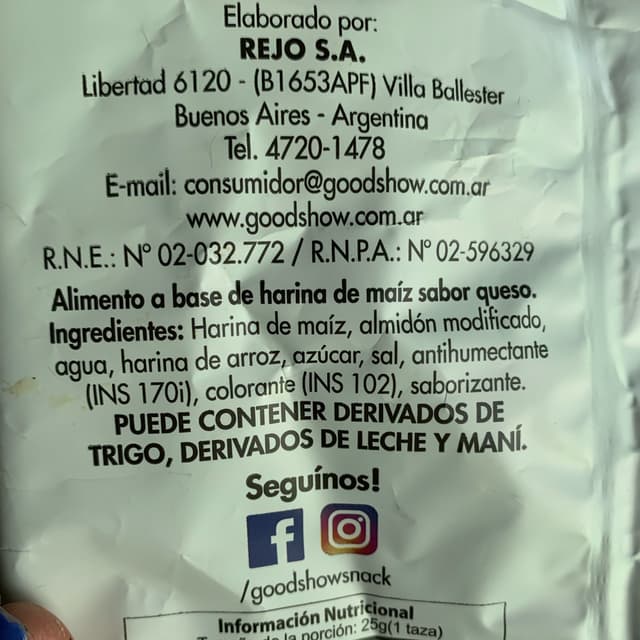 Elaborado por:
REJO S.A.
Libertad 6120 - (B1653APF) Villa Ballester
Buenos Aires - Argentina
Tel. 4720-1478
E-mail: consumidor@goodshow.com.ar
www.goodshow.com.ar
R.N.E.: Nº 02-032.772 / R.N.P.A.: Nº 02-596329
Alimento a base de harina de maíz sabor queso.
Ingredientes: Harina de maíz, almidón modificado,
agua, harina de arroz, azúcar, sal, antihumectante
(INS 170i), colorante (INS 102), saborizante.
PUEDE CONTENER DERIVADOS DE
TRIGO, DERIVADOS DE LECHE Y MANÍ.
Seguínos!
/goodshowsnack
Información Nutricional
la porción: 25g(1 taza)